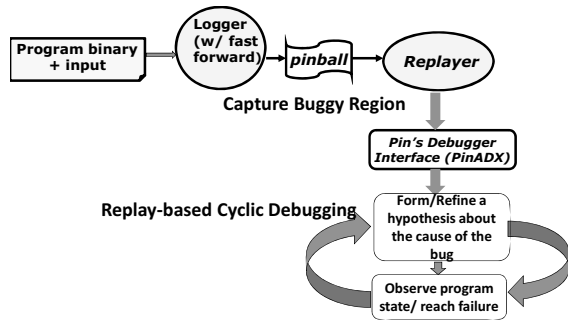 Program binary
+ input
Logger
(w/ fast
forward)
pinball
Replayer
Capture Buggy Region
Pin's Debugger
Interface (PinADX)
Replay-based Cyclic Debugging
Form/Refine a
hypothesis about
the cause of the
bug
Observe program
state/ reach failure